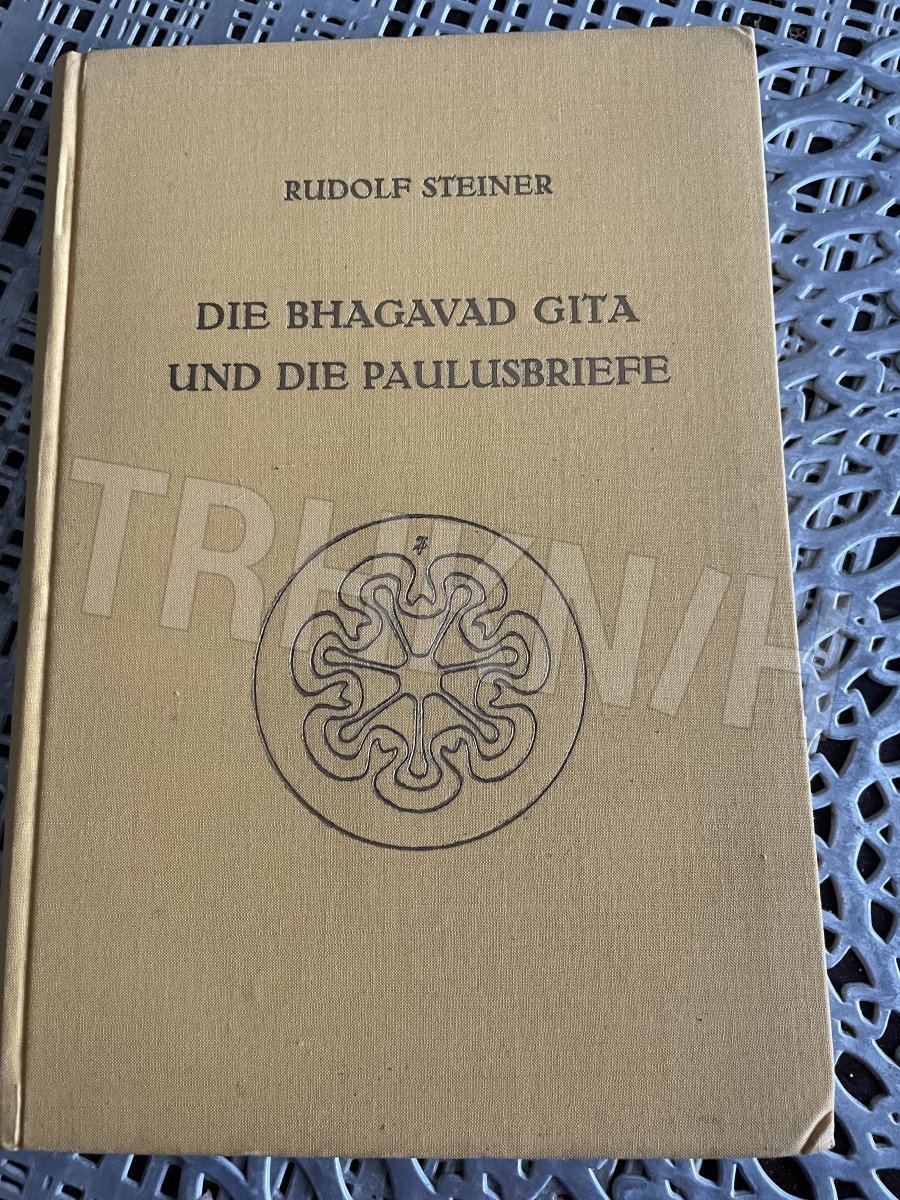 RUDOLF STEINER
DIE BHAGAVAD GITA
UND DIE PAULUSBRIEFE